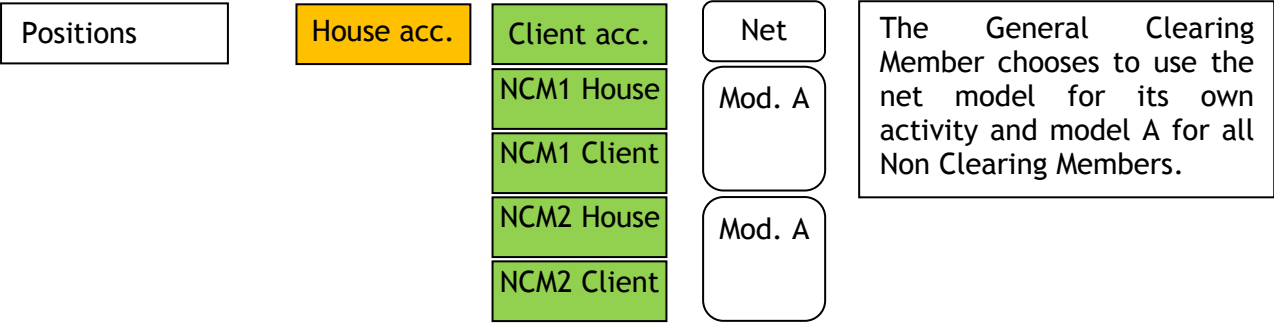 Positions
House acc.
Client acc.
Net
NCM1 House
NCM1 Client
Mod. A
NCM2 House
NCM2 Client
Mod. A
The General Clearing
Member chooses to use the
net model for its own
activity and model A for all
Non Clearing Members.